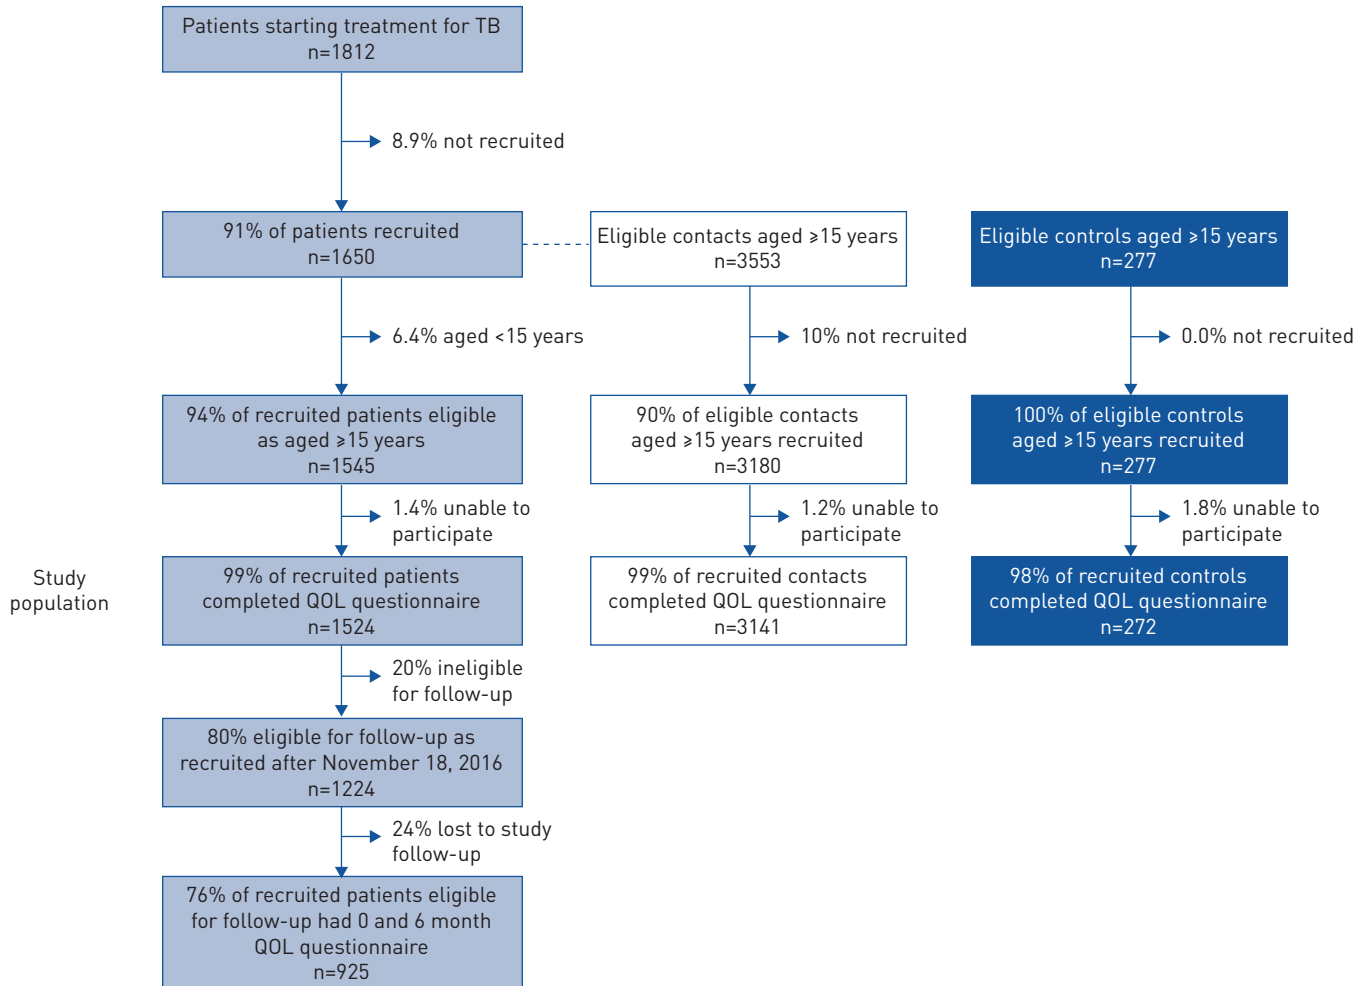 Patients starting treatment for TB
n=1812
8.9% not recruited
91% of patients recruited
n=1650
Eligible contacts aged ≥15 years
n=3553
Eligible controls aged ≥15 years
n=277
6.4% aged <15 years
10% not recruited
0.0% not recruited
94% of recruited patients eligible
as aged ≥15 years
n=1545
90% of eligible contacts
aged ≥15 years recruited
n=3180
100% of eligible controls
aged ≥15 years recruited
n=277
1.4% unable to
participate
1.2% unable to
participate
1.8% unable to
participate
Study
population
99% of recruited patients
completed QOL questionnaire
n=1524
99% of recruited contacts
completed QOL questionnaire
n=3141
98% of recruited controls
completed QOL questionnaire
n=272
20% ineligible
for follow-up
80% eligible for follow-up as
recruited after November 18, 2016
n=1224
24% lost to study
follow-up
76% of recruited patients eligible
for follow-up had 0 and 6 month
QOL questionnaire
n=925